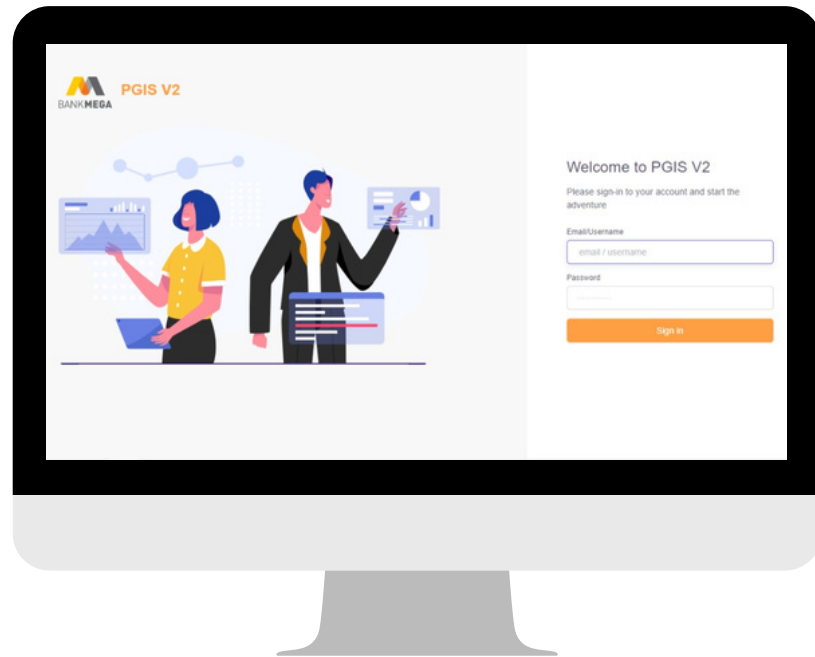 BANKMEGA
PGIS V2
Welcome to PGIS V2
Please sign-in to your account and start the
adventure
Email/Username
email / username
Password
Sign in